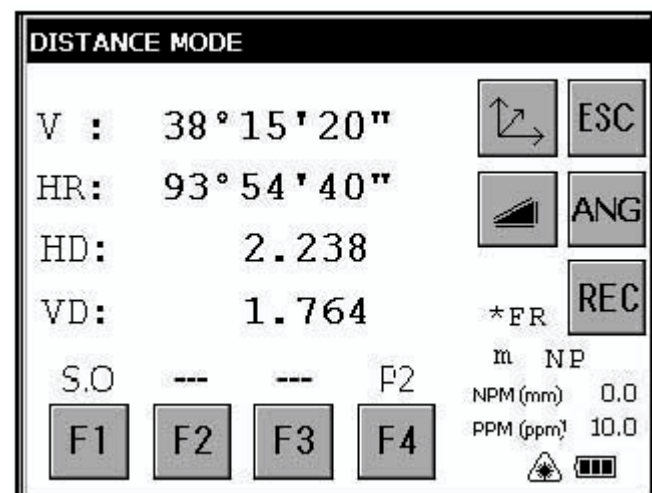 DISTANCE MODE
V : 38°15'20" ESC
HR: 93°54'40" ANG
HD: 2.238
VD: 1.764 *FR REC
m NP
S.O --- --- P2
NPM (mm) 0.0
F1 F2 F3 F4 PPM (ppm) 10.0